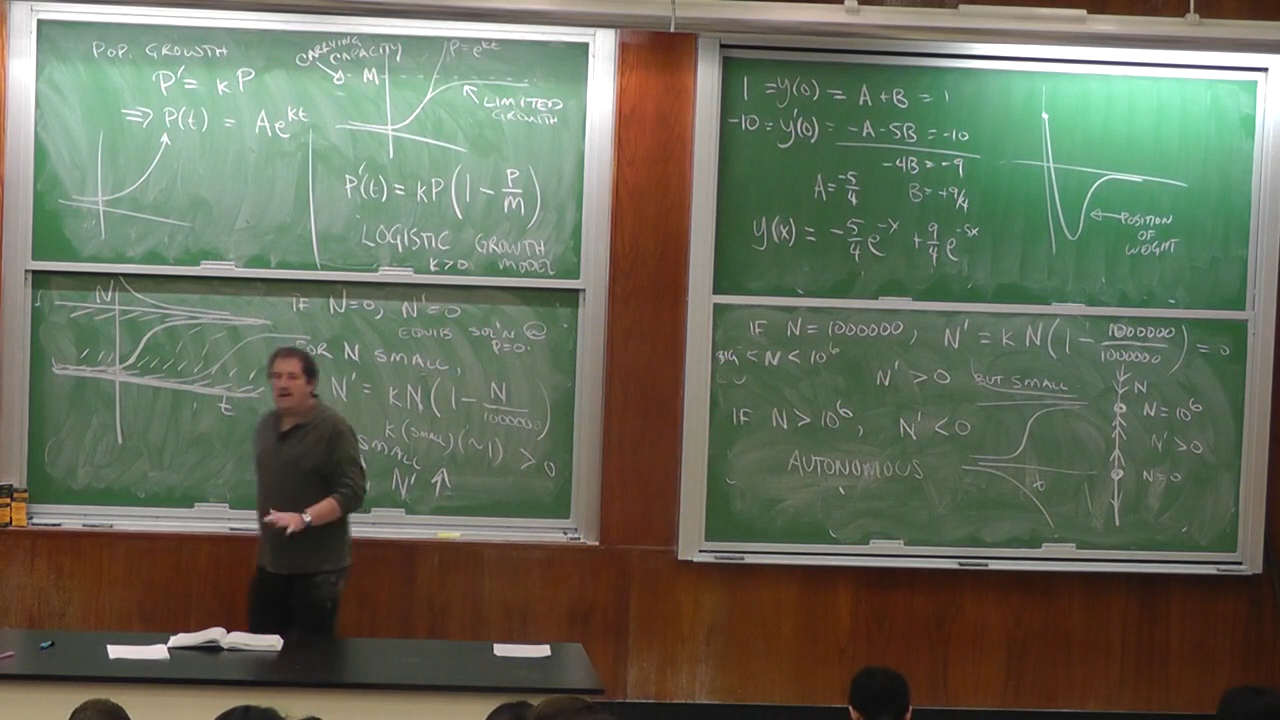 POP. GROWTH
P' = kP
⇒ P(t) = Ae^kt
CARRYING
CAPACITY
M
P=e^kt
LIMITED
GROWTH
P'(t) = kP(1 - P/M)
LOGISTIC GROWTH
MODEL
k>0
N
t
IF N=0, N'=0
EQUIB SOL'N @
P=0.
FOR N SMALL,
N' = kN(1 - N/1000000)
k(SMALL)(~1) > 0
SMALL
N' ↑
1 = y(0) = A + B = 1
-10 = y'(0) = -A - 5B = -10
-4B = -9
A = -5/4 B = +9/4
y(x) = -5/4 e^-x + 9/4 e^-5x
POSITION
OF
WEIGHT
IF N = 1000000, N' = kN(1 - 1000000/1000000) = 0
BIG < N < 10^6
N' > 0 BUT SMALL
IF N > 10^6, N' < 0
AUTONOMOUS
t
N
N = 10^6
N' > 0
N = 0